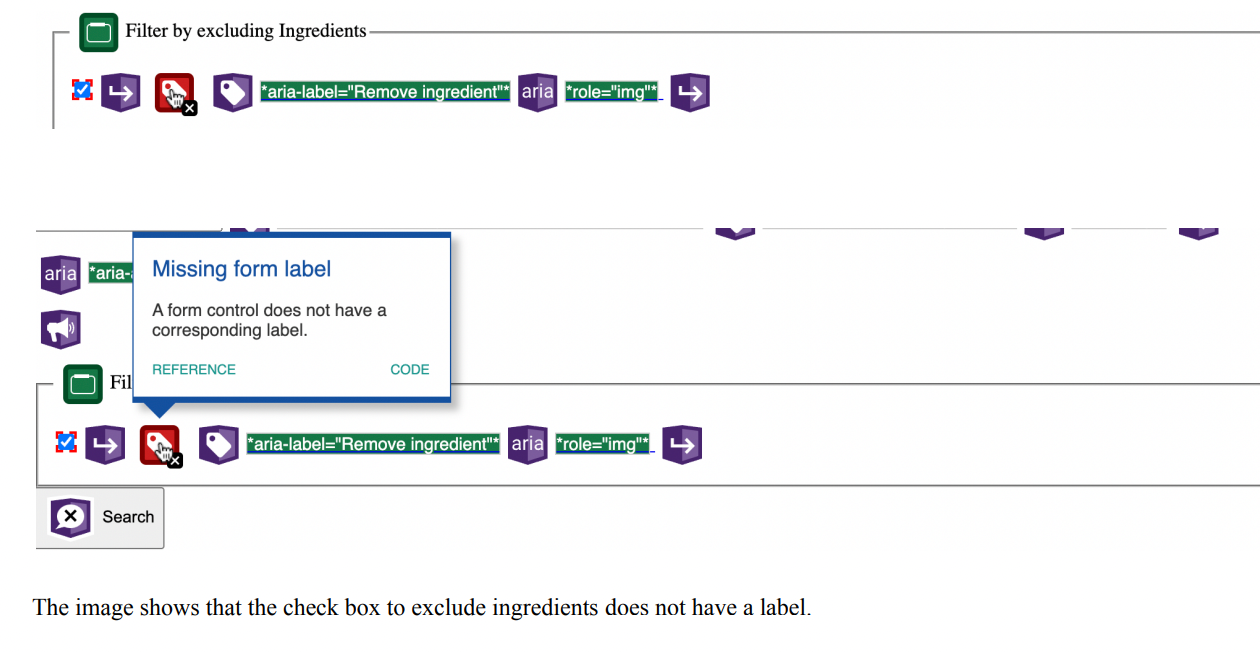 Filter by excluding Ingredients
*aria-label="Remove ingredient"* aria *role="img"*
aria *aria-
Missing form label
A form control does not have a
corresponding label.
REFERENCE CODE
Fil
*aria-label="Remove ingredient"* aria *role="img"*
Search
The image shows that the check box to exclude ingredients does not have a label.